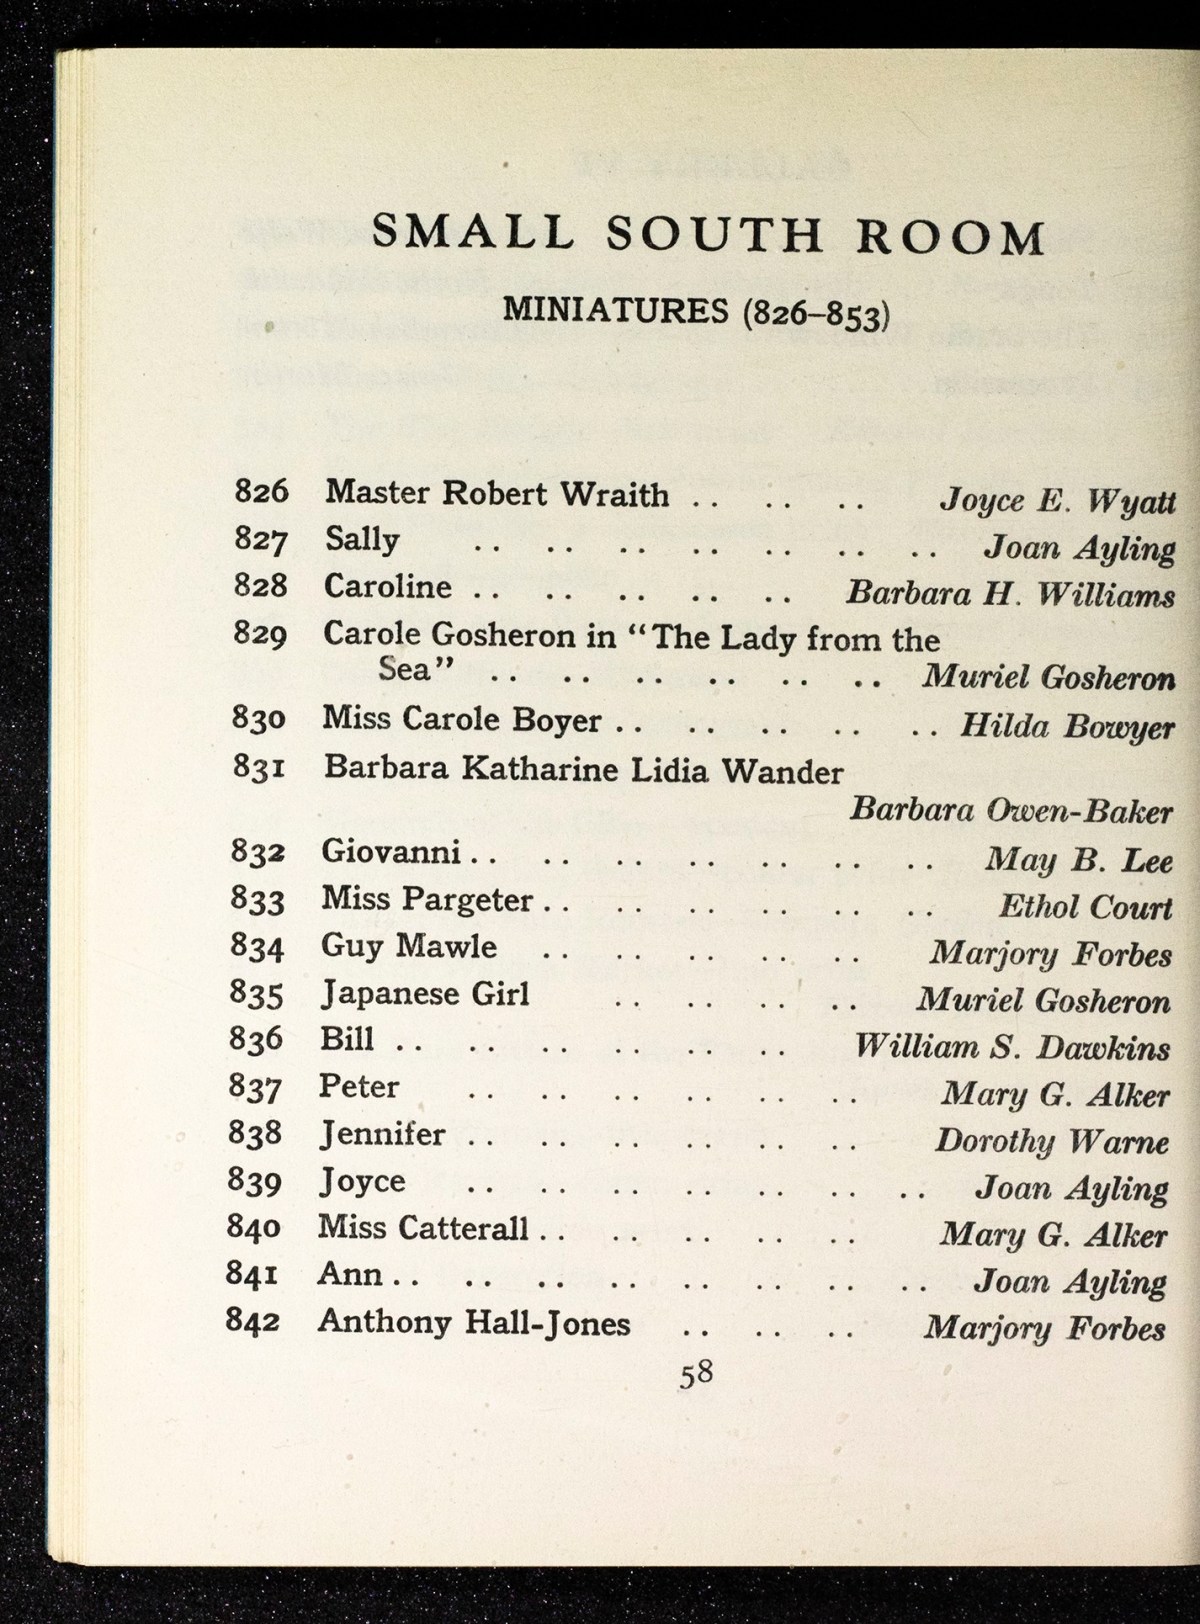 SMALL SOUTH ROOM
MINIATURES (826–853)
826 Master Robert Wraith .. .. .. Joyce E. Wyatt
827 Sally .. .. .. .. .. .. .. Joan Ayling
828 Caroline .. .. .. .. .. Barbara H. Williams
829 Carole Gosheron in “The Lady from the
Sea” .. .. .. .. .. .. Muriel Gosheron
830 Miss Carole Boyer .. .. .. .. .. Hilda Bowyer
831 Barbara Katharine Lidia Wander
Barbara Owen-Baker
832 Giovanni .. .. .. .. .. .. .. May B. Lee
833 Miss Pargeter .. .. .. .. .. .. Ethol Court
834 Guy Mawle .. .. .. .. .. Marjory Forbes
835 Japanese Girl .. .. .. .. Muriel Gosheron
836 Bill .. .. .. .. .. .. William S. Dawkins
837 Peter .. .. .. .. .. .. Mary G. Alker
838 Jennifer .. .. .. .. .. .. Dorothy Warne
839 Joyce .. .. .. .. .. .. .. Joan Ayling
840 Miss Catterall .. .. .. .. .. Mary G. Alker
841 Ann .. .. .. .. .. .. .. .. Joan Ayling
842 Anthony Hall-Jones .. .. .. Marjory Forbes
58